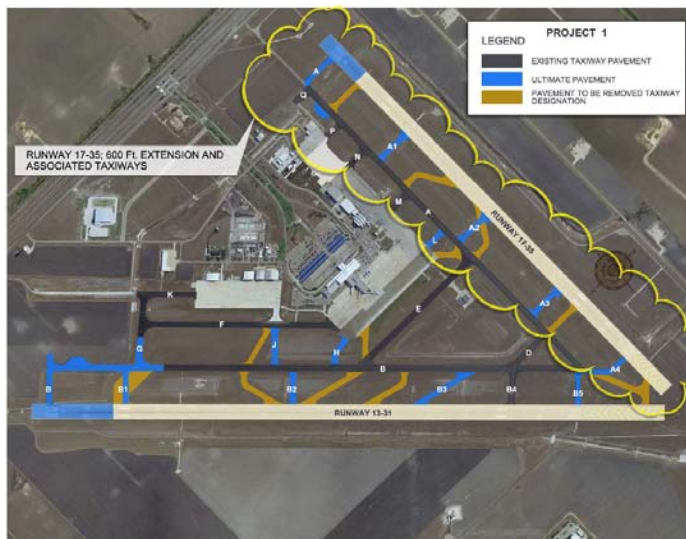 PROJECT 1
LEGEND
EXISTING TAXIWAY PAVEMENT
ULTIMATE PAVEMENT
PAVEMENT TO BE REMOVED TAXIWAY
DESIGNATION
RUNWAY 17-35; 600 Ft. EXTENSION AND
ASSOCIATED TAXIWAYS
A
Q
P
N
A1
M
A
A2
L
RUNWAY 17-35
K
E
A3
F
G
J
H
D
B
B
B1
B2
B3
B4
B5
A4
RUNWAY 13-31